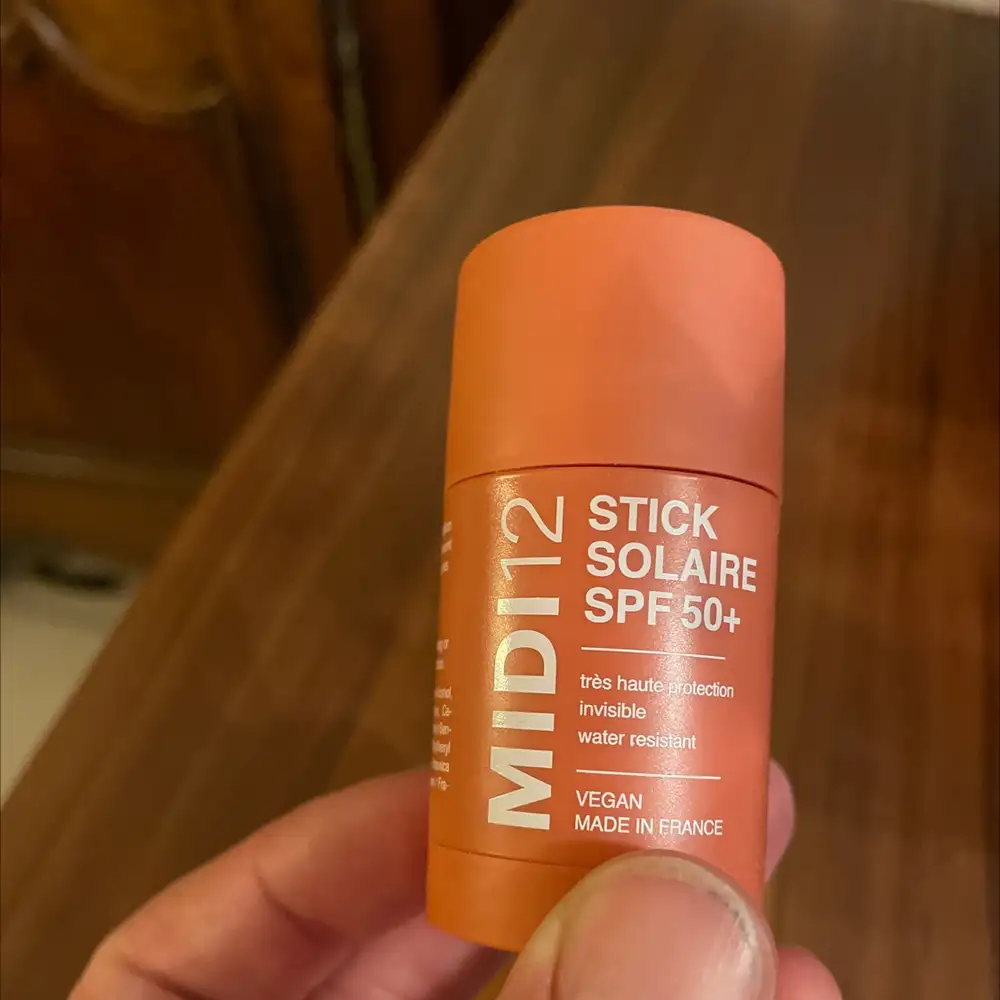 MIDI12
STICK
SOLAIRE
SPF 50+
très haute protection
invisible
water resistant
VEGAN
MADE IN FRANCE